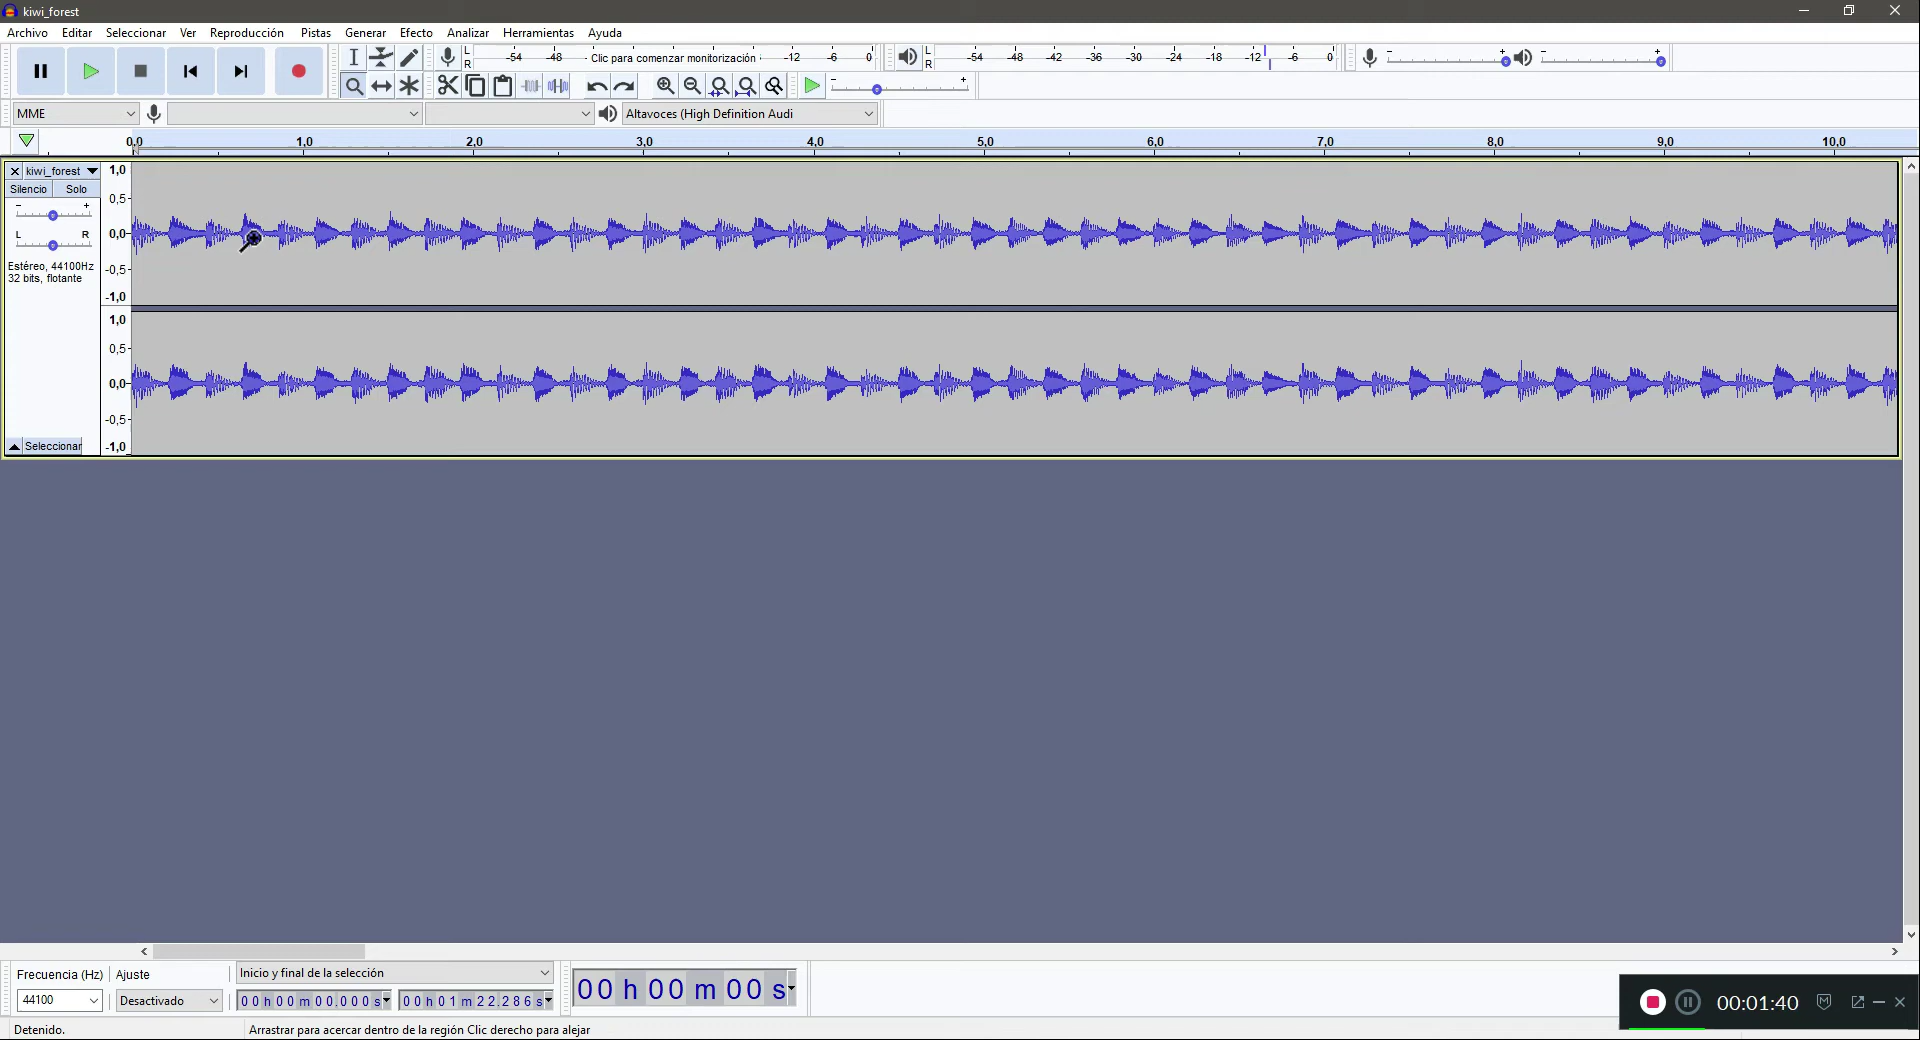 kiwi_forest
Archivo Editar Seleccionar Ver Reproducción Pistas Generar Efecto Analizar Herramientas Ayuda
L
R
-54 -48 - Clic para comenzar monitorización -12 -6 0
L
R
-54 -48 -42 -36 -30 -24 -18 -12 -6 0
- +
- +
- +
MME
Altavoces (High Definition Audi
0,0 1,0 2,0 3,0 4,0 5,0 6,0 7,0 8,0 9,0 10,0
kiwi_forest
Silencio Solo
- +
L R
Estéreo, 44100Hz
32 bits, flotante
Seleccionar
1,0
0,5
0,0
-0,5
-1,0
1,0
0,5
0,0
-0,5
-1,0
Frecuencia (Hz) Ajuste Inicio y final de la selección
44100 Desactivado 00h00m00.000s 00h01m22.286s
00 h 00 m 00 s
00:01:40
Detenido. Arrastrar para acercar dentro de la región Clic derecho para alejar